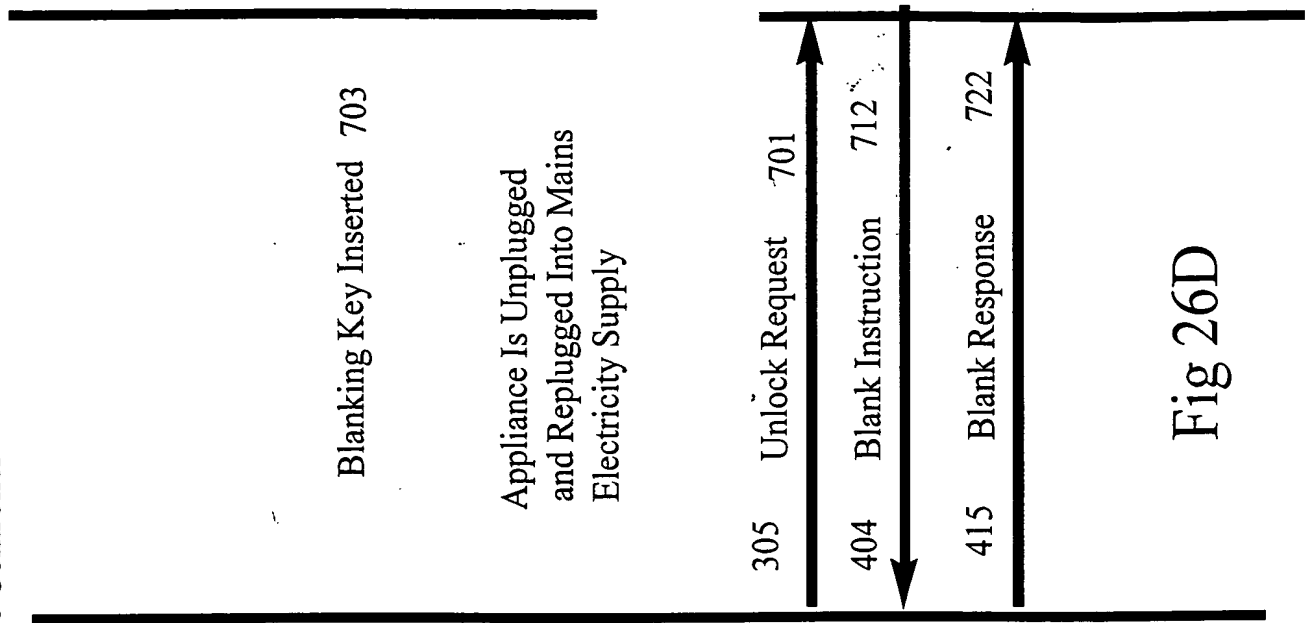 Blanking Key Inserted 703
Appliance Is Unplugged
and Replugged Into Mains
Electricity Supply
305 Unlock Request 701
404 Blank Instruction 712
415 Blank Response 722
Fig 26D